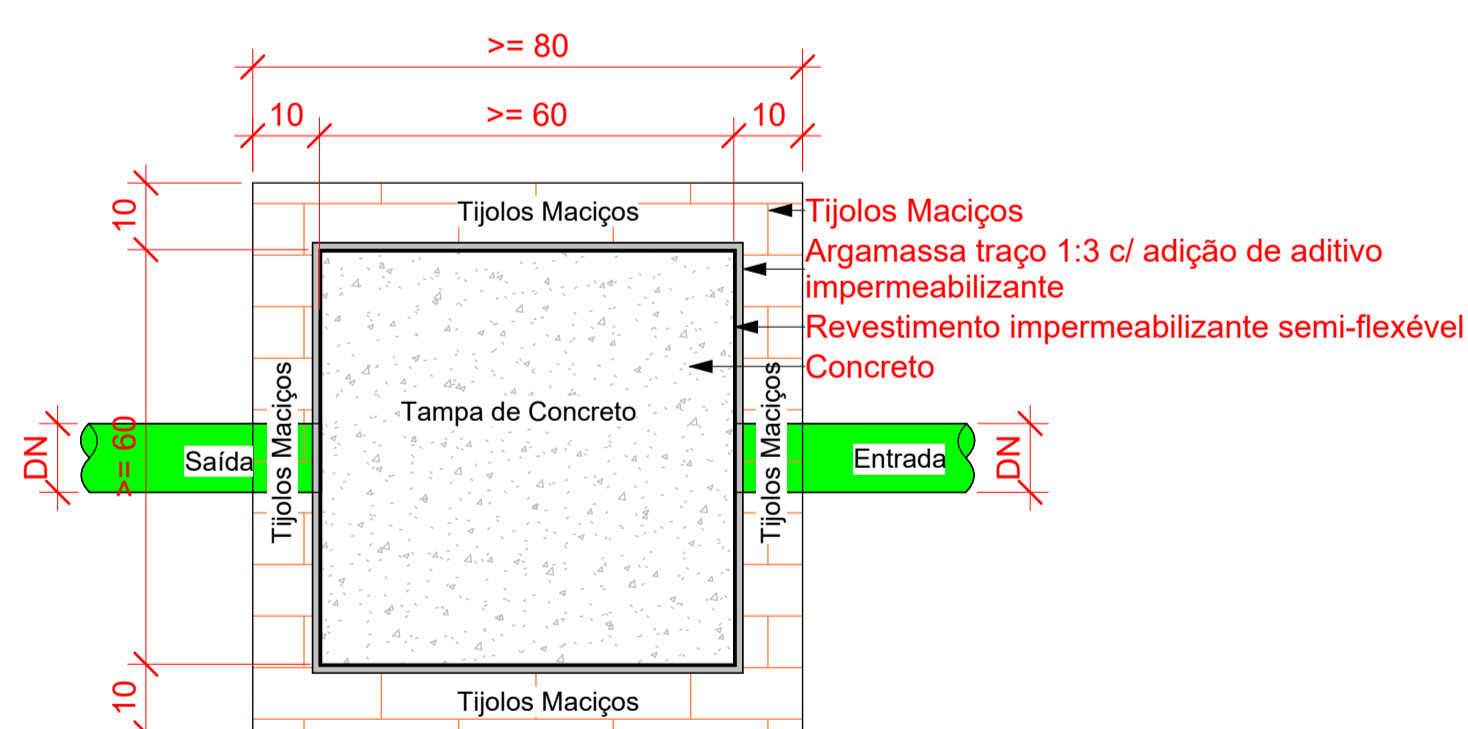 >= 80
10
>= 60
10
10
Tijolos Maciços
Tijolos Maciços
Argamassa traço 1:3 c/ adição de aditivo
impermeabilizante
Revestimento impermeabilizante semi-flexével
Concreto
Tijolos Maciços
Tijolos Maciços
Tampa de Concreto
>= 60
DN
Saída
Entrada
DN
10
Tijolos Maciços